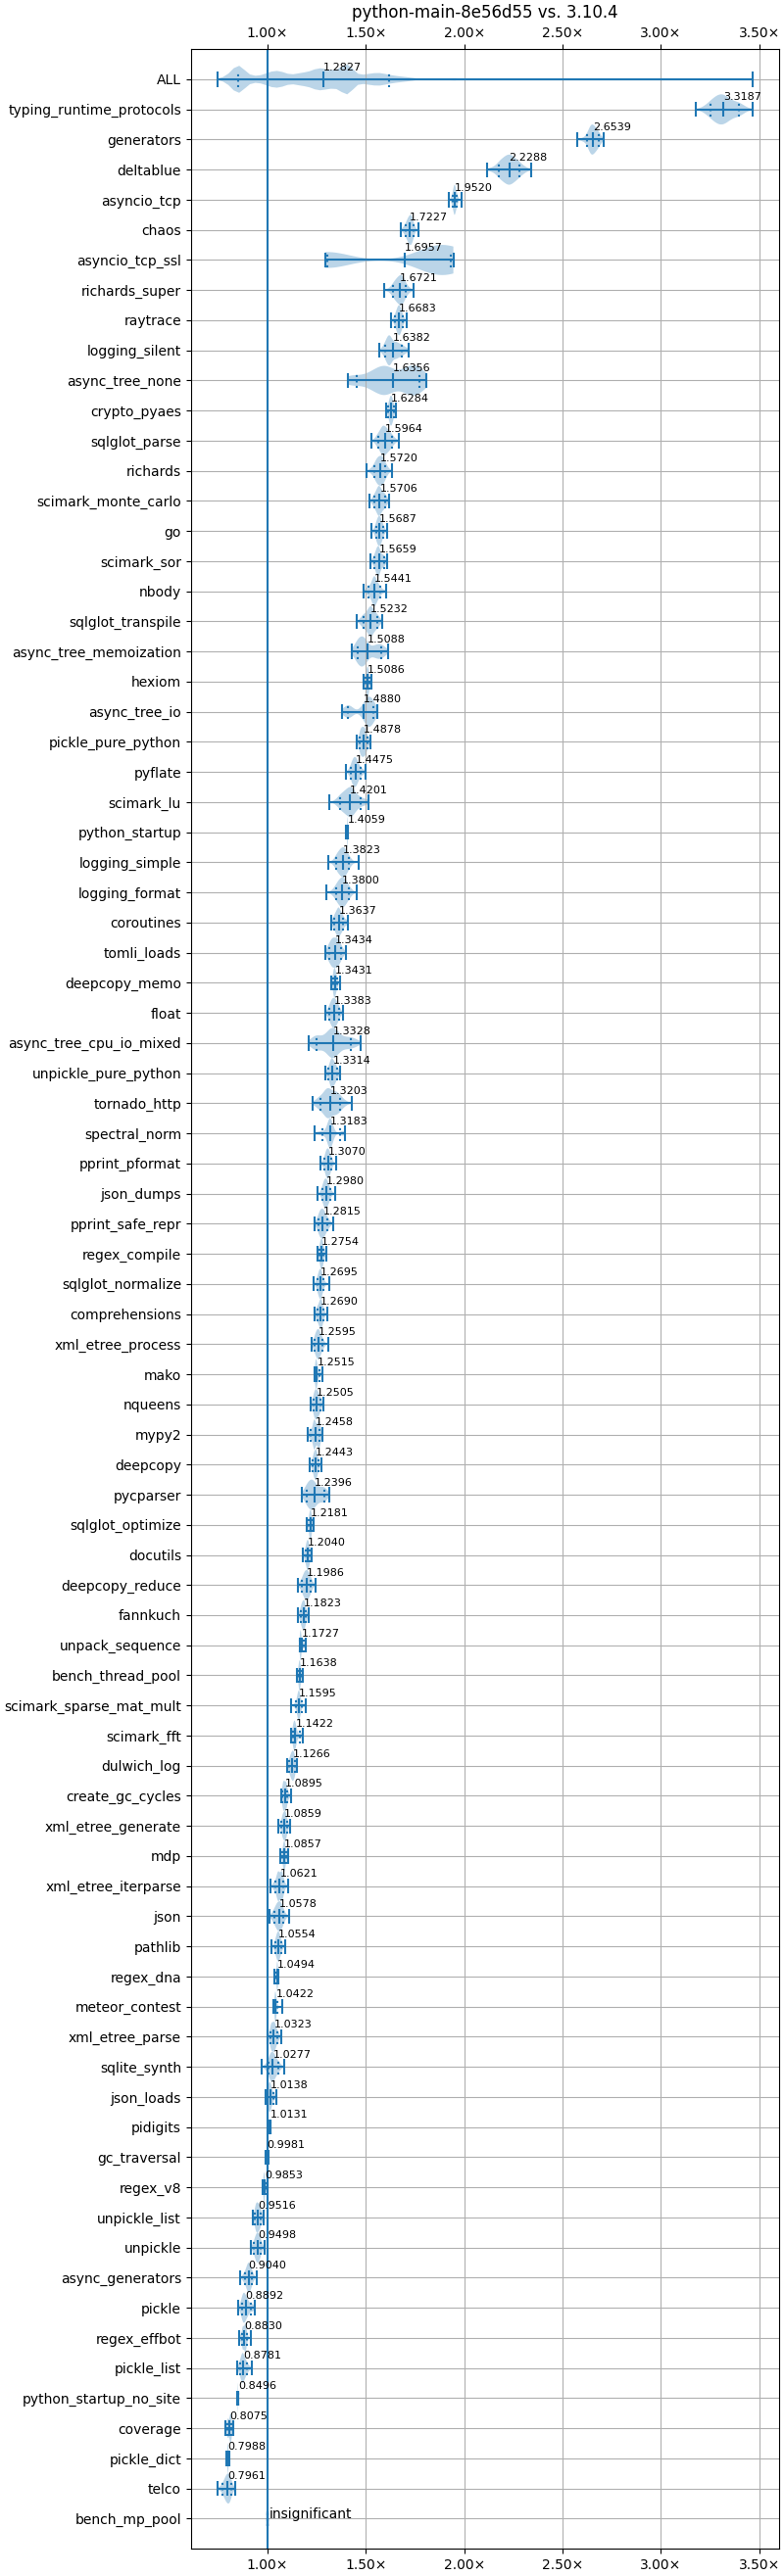 python-main-8e56d55 vs. 3.10.4
1.00× 1.50× 2.00× 2.50× 3.00× 3.50×
ALL 1.2827
typing_runtime_protocols 3.3187
generators 2.6539
deltablue 2.2288
asyncio_tcp 1.9520
chaos 1.7227
asyncio_tcp_ssl 1.6957
richards_super 1.6721
raytrace 1.6683
logging_silent 1.6382
async_tree_none 1.6356
crypto_pyaes 1.6284
sqlglot_parse 1.5964
richards 1.5720
scimark_monte_carlo 1.5706
go 1.5687
scimark_sor 1.5659
nbody 1.5441
sqlglot_transpile 1.5232
async_tree_memoization 1.5088
hexiom 1.5086
async_tree_io 1.4880
pickle_pure_python 1.4878
pyflate 1.4475
scimark_lu 1.4201
python_startup 1.4059
logging_simple 1.3823
logging_format 1.3800
coroutines 1.3637
tomli_loads 1.3434
deepcopy_memo 1.3431
float 1.3383
async_tree_cpu_io_mixed 1.3328
unpickle_pure_python 1.3314
tornado_http 1.3203
spectral_norm 1.3183
pprint_pformat 1.3070
json_dumps 1.2980
pprint_safe_repr 1.2815
regex_compile 1.2754
sqlglot_normalize 1.2695
comprehensions 1.2690
xml_etree_process 1.2595
mako 1.2515
nqueens 1.2505
mypy2 1.2458
deepcopy 1.2443
pycparser 1.2396
sqlglot_optimize 1.2181
docutils 1.2040
deepcopy_reduce 1.1986
fannkuch 1.1823
unpack_sequence 1.1727
bench_thread_pool 1.1638
scimark_sparse_mat_mult 1.1595
scimark_fft 1.1422
dulwich_log 1.1266
create_gc_cycles 1.0895
xml_etree_generate 1.0859
mdp 1.0857
xml_etree_iterparse 1.0621
json 1.0578
pathlib 1.0554
regex_dna 1.0494
meteor_contest 1.0422
xml_etree_parse 1.0323
sqlite_synth 1.0277
json_loads 1.0138
pidigits 1.0131
gc_traversal 0.9981
regex_v8 0.9853
unpickle_list 0.9516
unpickle 0.9498
async_generators 0.9040
pickle 0.8892
regex_effbot 0.8830
pickle_list 0.8781
python_startup_no_site 0.8496
coverage 0.8075
pickle_dict 0.7988
telco 0.7961
bench_mp_pool insignificant
1.00× 1.50× 2.00× 2.50× 3.00× 3.50×